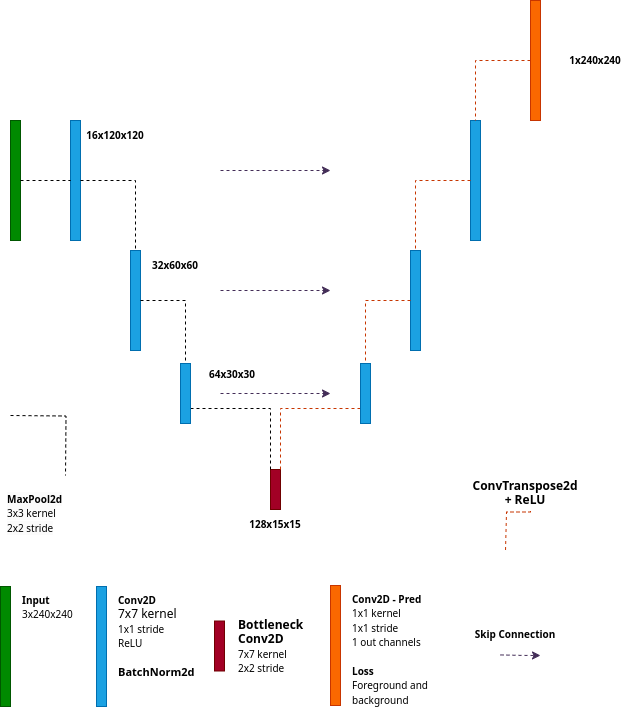 1x240x240
16x120x120
32x60x60
64x30x30
128x15x15
MaxPool2d
3x3 kernel
2x2 stride
ConvTranspose2d
+ ReLU
Input
3x240x240
Conv2D
7x7 kernel
1x1 stride
ReLU
BatchNorm2d
Bottleneck
Conv2D
7x7 kernel
2x2 stride
Conv2D - Pred
1x1 kernel
1x1 stride
1 out channels
Loss
Foreground and
background
Skip Connection